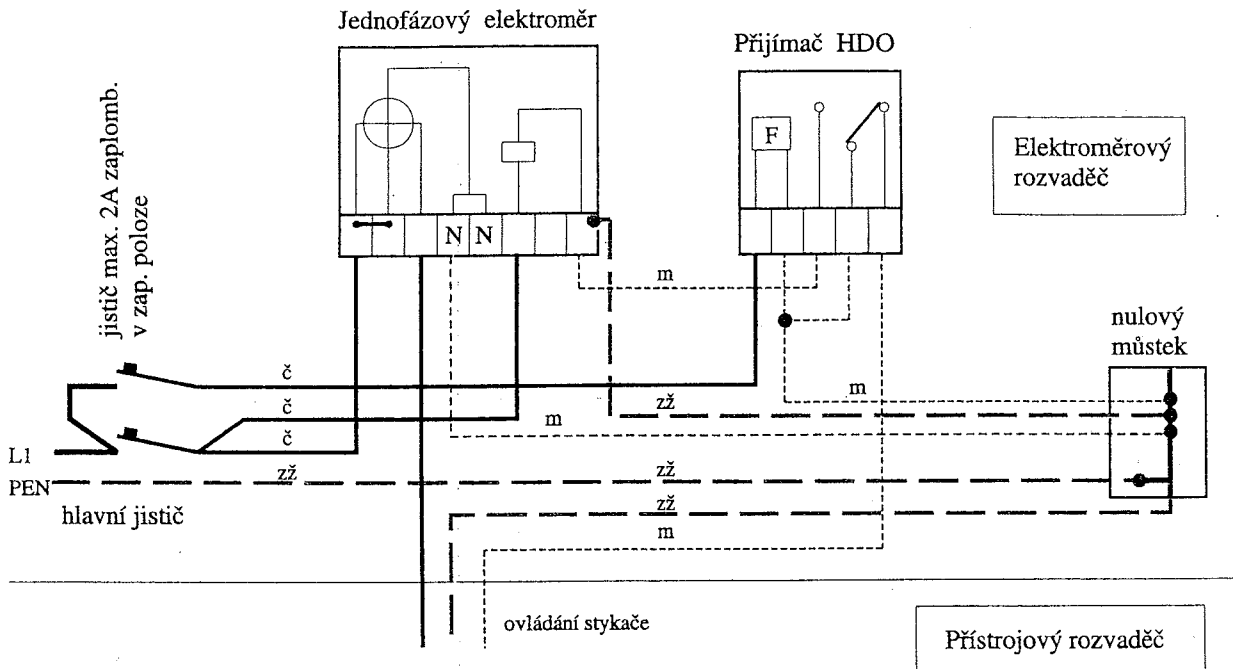 Jednofázový elektroměr
Přijímač HDO
jistič max. 2A zaplomb.
v zap. poloze
F
Elektroměrový
rozvaděč
N N
m
nulový
můstek
č
m
č
zž
č
m
L1
zž
zž
PEN
hlavní jistič
zž
m
ovládání stykače
Přístrojový rozvaděč